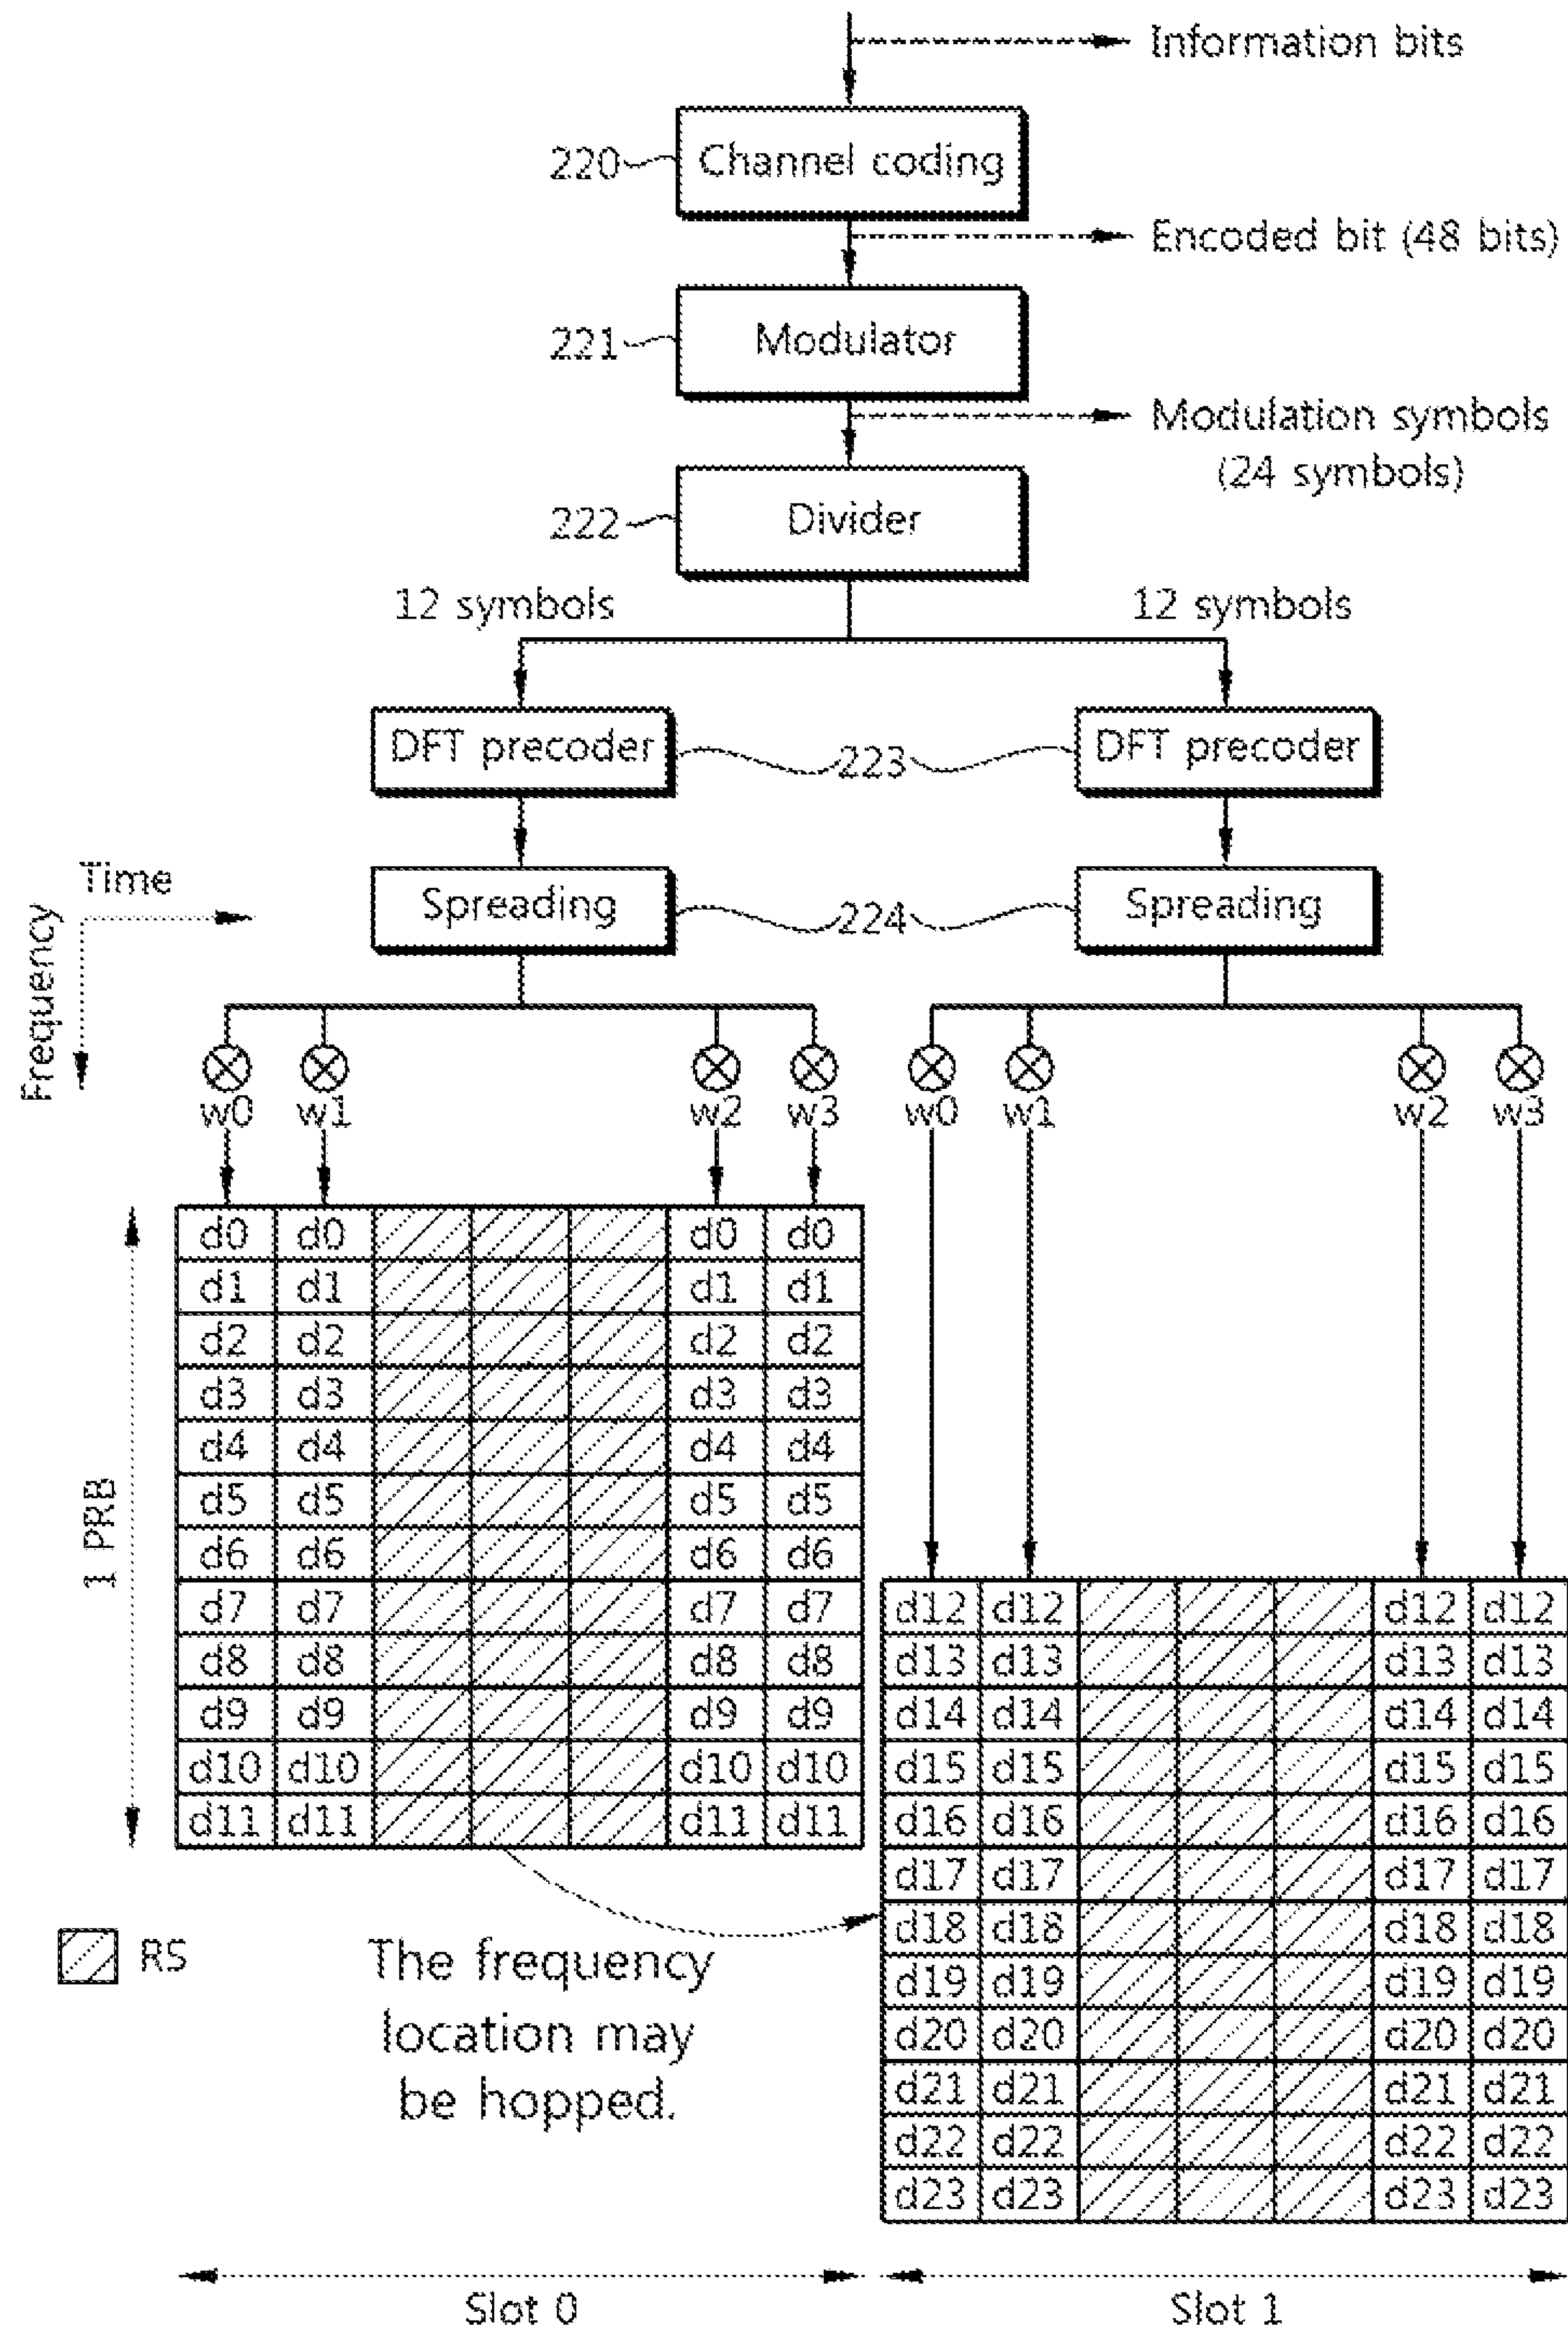 Information bits
220
Channel coding
Encoded bit (48 bits)
221
Modulator
Modulation symbols
(24 symbols)
222
Divider
12 symbols
12 symbols
DFT precoder
223
DFT precoder
Time
Frequency
Spreading
224
Spreading
w0 w1 w2 w3 w0 w1 w2 w3
1 PRB
d0 d0 d0 d0
d1 d1 d1 d1
d2 d2 d2 d2
d3 d3 d3 d3
d4 d4 d4 d4
d5 d5 d5 d5
d6 d6 d6 d6
d7 d7 d7 d7
d8 d8 d8 d8
d9 d9 d9 d9
d10 d10 d10 d10
d11 d11 d11 d11
d12 d12 d12 d12
d13 d13 d13 d13
d14 d14 d14 d14
d15 d15 d15 d15
d16 d16 d16 d16
d17 d17 d17 d17
d18 d18 d18 d18
d19 d19 d19 d19
d20 d20 d20 d20
d21 d21 d21 d21
d22 d22 d22 d22
d23 d23 d23 d23
RS
The frequency
location may
be hopped.
Slot 0
Slot 1